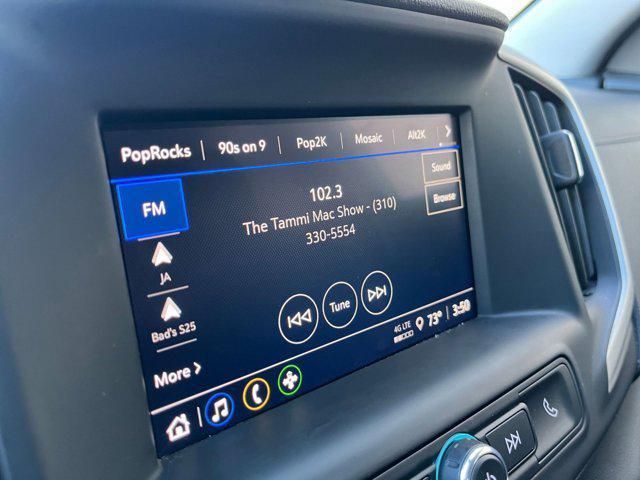 PopRocks | 90s on 9 | Pop2K | Mosaic | Alt2K
FM
102.3
The Tammi Mac Show - (310)
330-5554
Sound
Browse
JA
Bad's S25
Tune
More
4G LTE
73° | 3:50